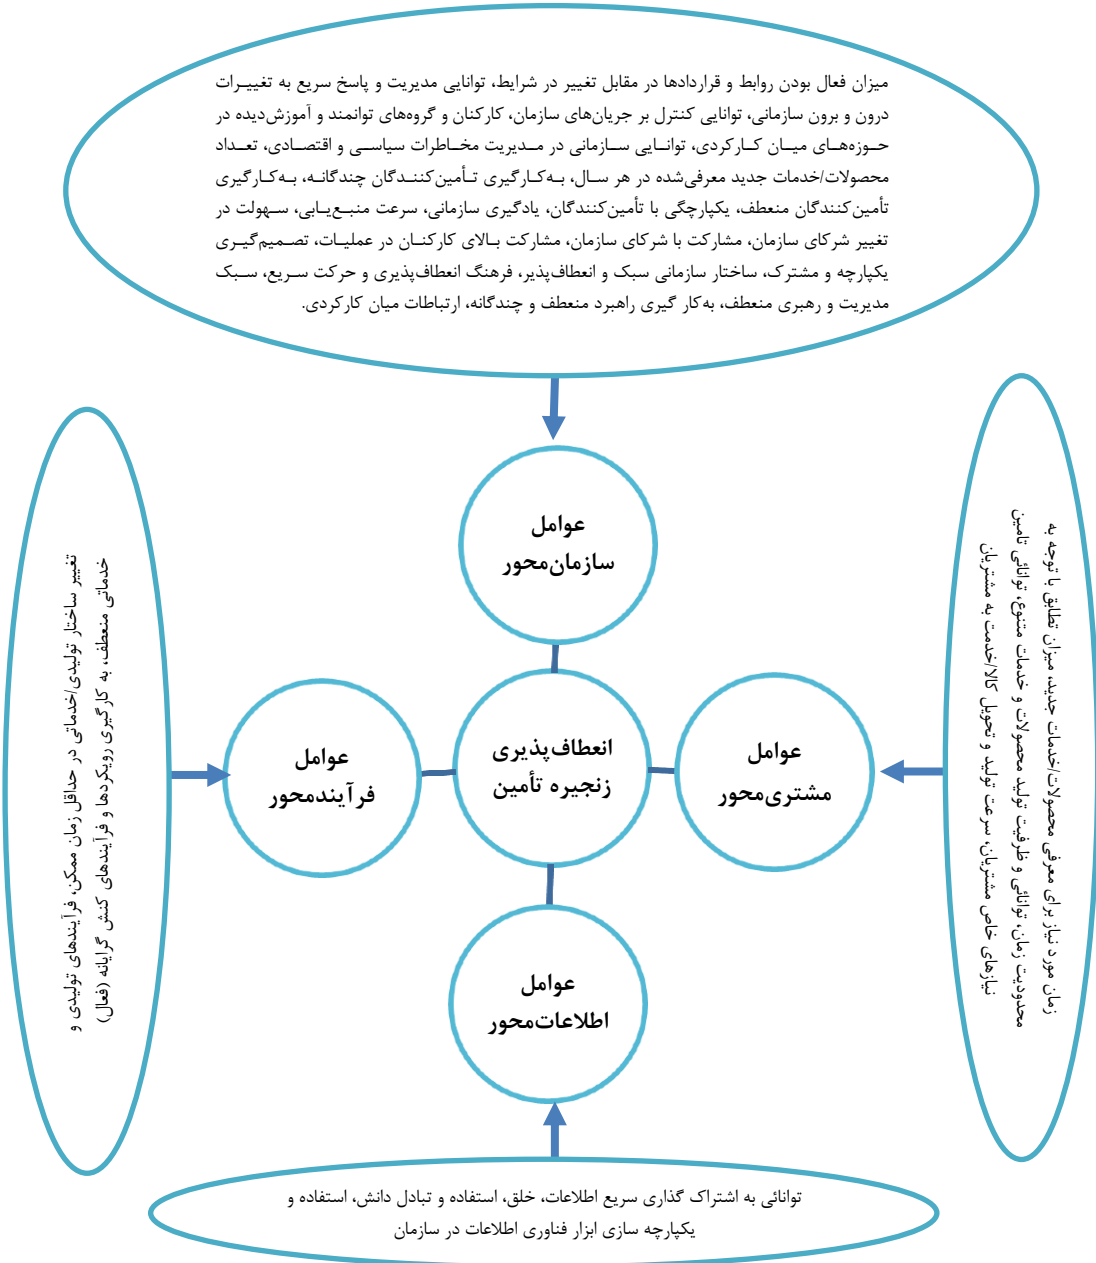 میزان فعال بودن روابط و قراردادها در مقابل تغییر در شرایط، توانایی مدیریت و پاسخ سریع به تغییرات
درون و برون سازمانی، توانایی کنترل بر جریان‌های سازمان، کارکنان و گروه‌های توانمند و آموزش‌دیده در
حوزه‌های میان کارکردی، توانایی سازمانی در مدیریت مخاطرات سیاسی و اقتصادی، تعداد
محصولات/خدمات جدید معرفی‌شده در هر سال، به‌کارگیری تأمین‌کنندگان چندگانه، به‌کارگیری
تأمین‌کنندگان منعطف، یکپارچگی با تأمین‌کنندگان، یادگیری سازمانی، سرعت منبع‌یابی، سهولت در
تغییر شرکای سازمان، مشارکت با شرکای سازمان، مشارکت بالای کارکنان در عملیات، تصمیم‌گیری
یکپارچه و مشترک، ساختار سازمانی سبک و انعطاف‌پذیر، فرهنگ انعطاف‌پذیری و حرکت سریع، سبک
مدیریت و رهبری منعطف، به‌کار گیری راهبرد منعطف و چندگانه، ارتباطات میان کارکردی.
عوامل
سازمان‌محور
زمان مورد نیاز برای معرفی محصولات/خدمات جدید، میزان تطابق با توجه به
محدودیت زمان، توانائی و ظرفیت تولید محصولات و خدمات متنوع، توانائی تامین
نیازهای خاص مشتریان، سرعت تولید و تحویل کالا/خدمت به مشتریان
عوامل
مشتری‌محور
انعطاف‌پذیری
زنجیره تأمین
عوامل
فرآیندمحور
تغییر ساختار تولیدی/خدماتی در حداقل زمان ممکن، فرآیندهای تولیدی و
خدماتی منعطف، به کارگیری رویکردها و فرآیندهای کنش گرایانه (فعال)
عوامل
اطلاعات‌محور
توانائی به اشتراک گذاری سریع اطلاعات، خلق، استفاده و تبادل دانش، استفاده و
یکپارچه سازی ابزار فناوری اطلاعات در سازمان